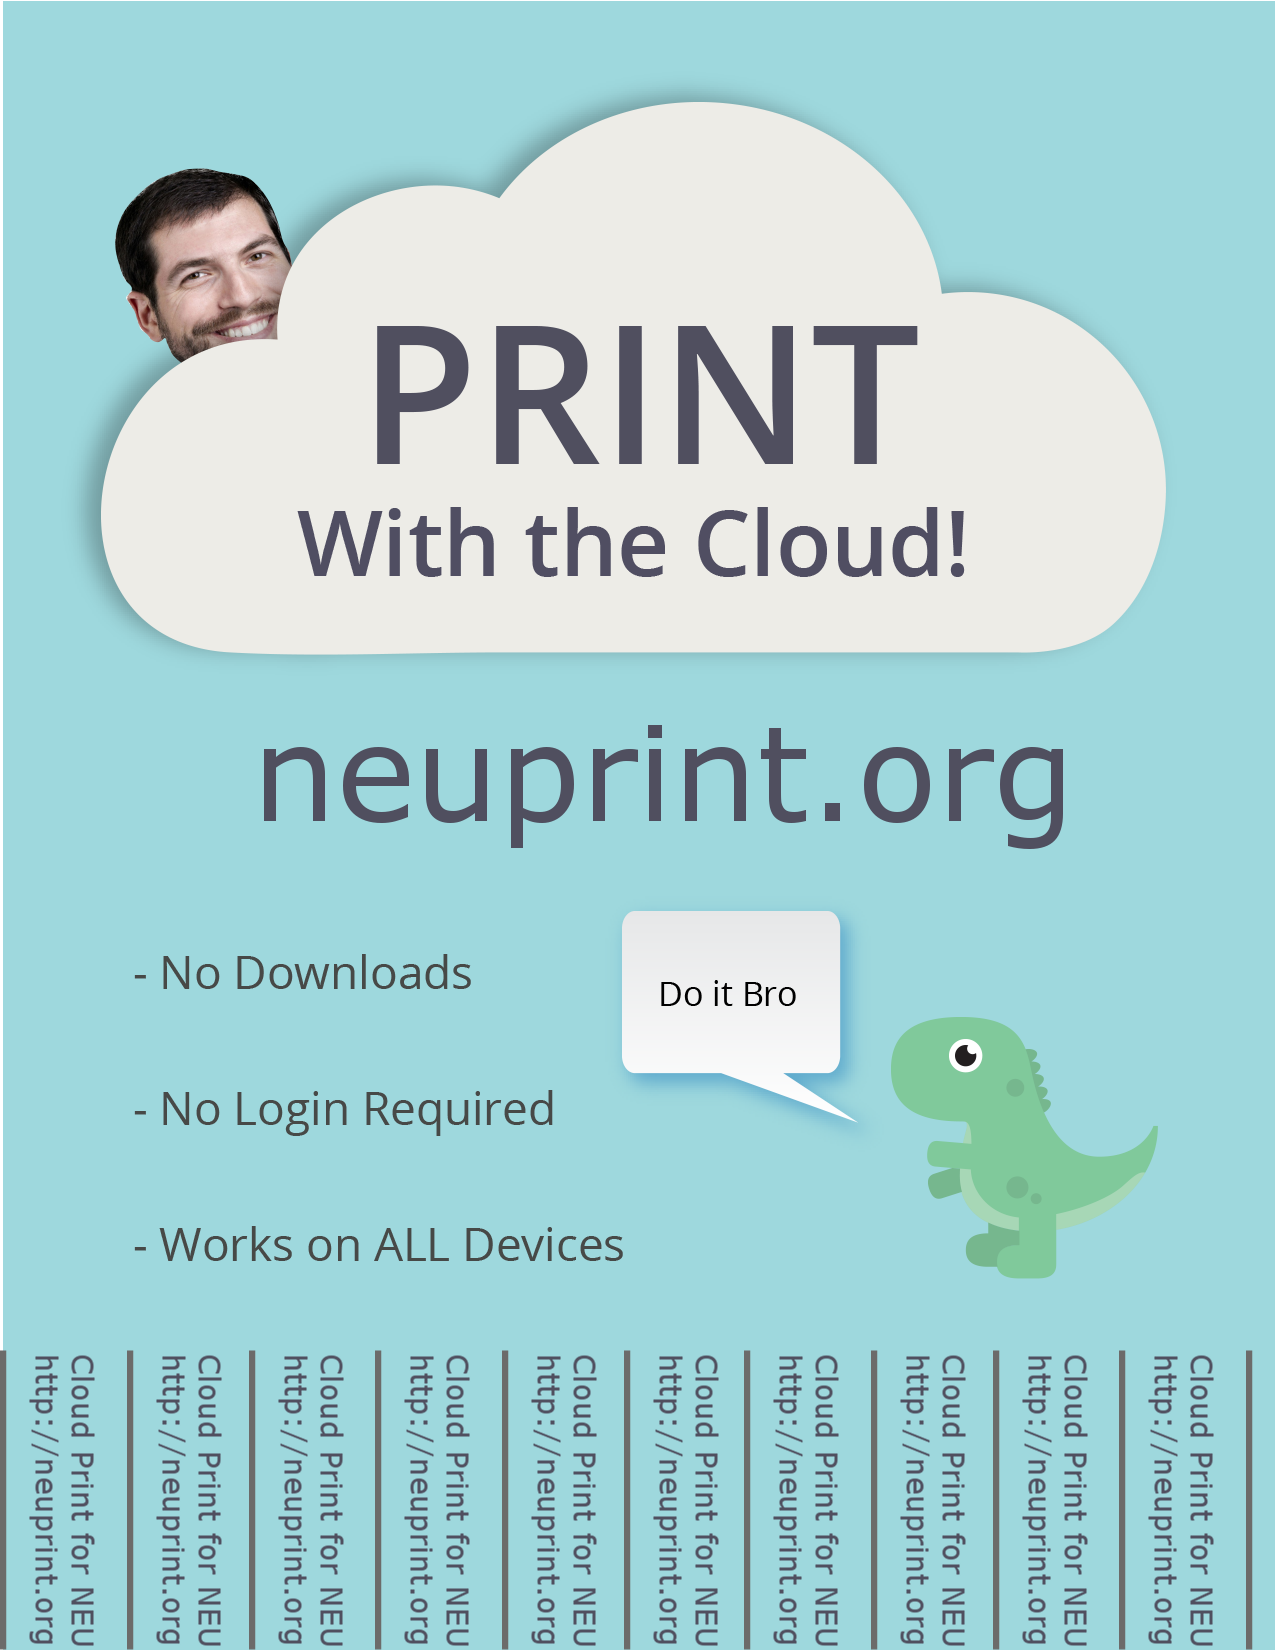 PRINT
With the Cloud!
neuprint.org
Do it Bro
- No Downloads
- No Login Required
- Works on ALL Devices
Cloud Print for NEU
http://neuprint.org
Cloud Print for NEU
http://neuprint.org
Cloud Print for NEU
http://neuprint.org
Cloud Print for NEU
http://neuprint.org
Cloud Print for NEU
http://neuprint.org
Cloud Print for NEU
http://neuprint.org
Cloud Print for NEU
http://neuprint.org
Cloud Print for NEU
http://neuprint.org
Cloud Print for NEU
http://neuprint.org
Cloud Print for NEU
http://neuprint.org